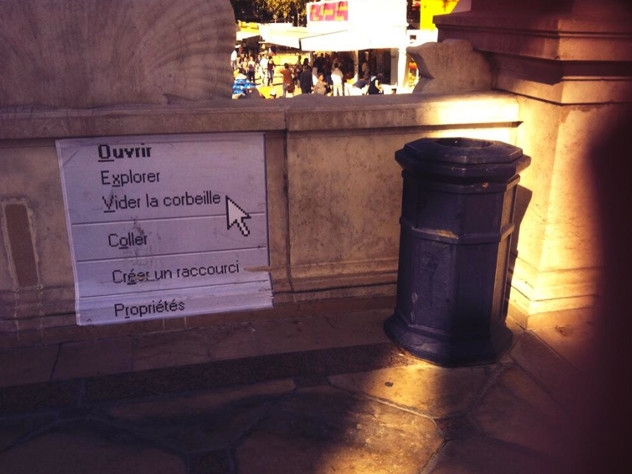 Ouvrir
Explorer
Vider la corbeille
Coller
Créer un raccourci
Propriétés